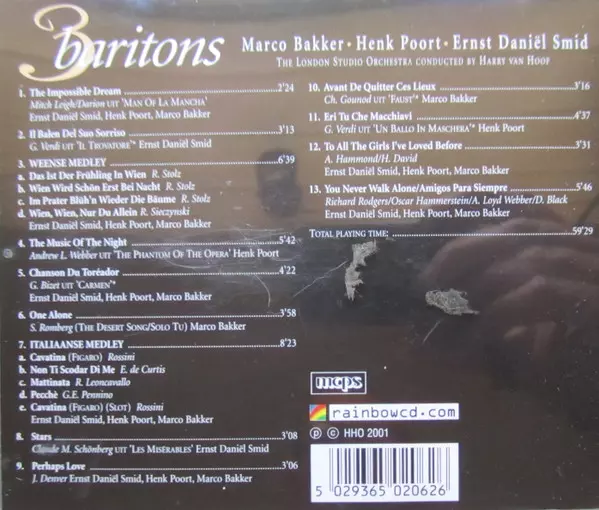 3 baritons
Marco Bakker · Henk Poort · Ernst Daniël Smid
The London Studio Orchestra conducted by Harry van Hoof
1. The Impossible Dream 2'24
Mitch Leigh/Darion uit 'Man Of La Mancha'
Ernst Daniël Smid, Henk Poort, Marco Bakker
2. Il Balen Del Suo Sorriso 3'13
G. Verdi uit 'Il Trovatore'* Ernst Daniël Smid
3. WEENSE MEDLEY 6'39
a. Das Ist Der Frühling In Wien R. Stolz
b. Wien Wird Schön Erst Bei Nacht R. Stolz
c. Im Prater Blüh'n Wieder Die Bäume R. Stolz
d. Wien, Wien, Nur Du Allein R. Sieczynski
Ernst Daniël Smid, Henk Poort, Marco Bakker
4. The Music Of The Night 5'42
Andrew L. Webber uit 'The Phantom Of The Opera' Henk Poort
5. Chanson Du Toréador 4'22
G. Bizet uit 'Carmen'*
Ernst Daniël Smid, Henk Poort, Marco Bakker
6. One Alone 3'58
S. Romberg (The Desert Song/Solo Tu) Marco Bakker
7. ITALIAANSE MEDLEY 8'23
a. Cavatina (Figaro) Rossini
b. Non Ti Scodar Di Me E. de Curtis
c. Mattinata R. Leoncavallo
d. Pecchè G.E. Pennino
e. Cavatina (Figaro) (Slot) Rossini
Ernst Daniël Smid, Henk Poort, Marco Bakker
8. Stars 3'08
Claude M. Schönberg uit 'Les Misérables' Ernst Daniël Smid
9. Perhaps Love 3'06
J. Denver Ernst Daniël Smid, Henk Poort, Marco Bakker
10. Avant De Quitter Ces Lieux 3'16
Ch. Gounod uit 'Faust'* Marco Bakker
11. Eri Tu Che Macchiavi 4'37
G. Verdi 'Un Ballo In Maschera'* Henk Poort
12. To All The Girls I've Loved Before 3'31
A. Hammond/H. David
Ernst Daniël Smid, Henk Poort, Marco Bakker
13. You Never Walk Alone/Amigos Para Siempre 5'46
Richard Rodgers/Oscar Hammerstein/A. Loyd Webber/D. Black
Ernst Daniël Smid, Henk Poort, Marco Bakker
Total playing time: 59'29
mcps
rainbowcd.com
℗ © HHO 2001
5 029365 020626